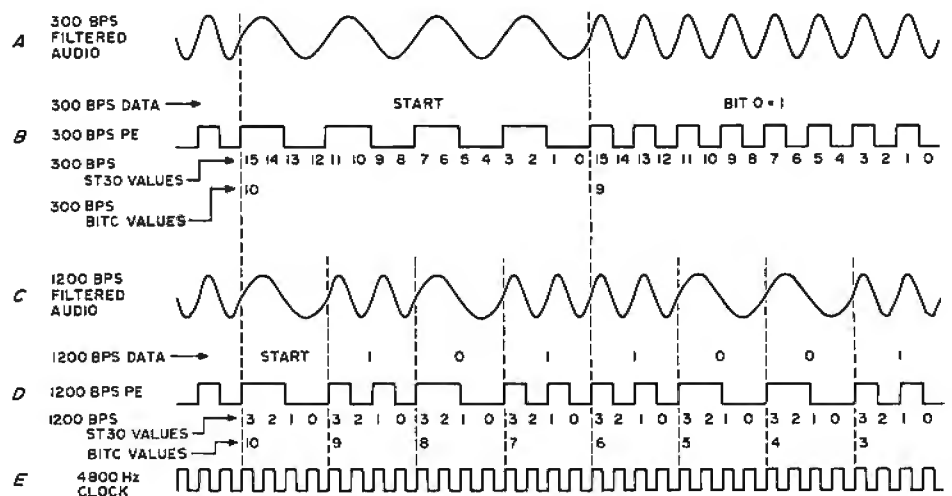 A 300 BPS FILTERED AUDIO
300 BPS DATA START BIT 0 = 1
B 300 BPS PE
300 BPS ST30 VALUES 15 14 13 12 11 10 9 8 7 6 5 4 3 2 1 0 15 14 13 12 11 10 9 8 7 6 5 4 3 2 1 0
300 BPS BITC VALUES 10 9
C 1200 BPS FILTERED AUDIO
1200 BPS DATA START 1 0 1 1 0 0 1
D 1200 BPS PE
1200 BPS ST30 VALUES 3 2 1 0 3 2 1 0 3 2 1 0 3 2 1 0 3 2 1 0 3 2 1 0 3 2 1 0 3 2 1 0
BITC VALUES 10 9 8 7 6 5 4 3
E 4800 Hz CLOCK